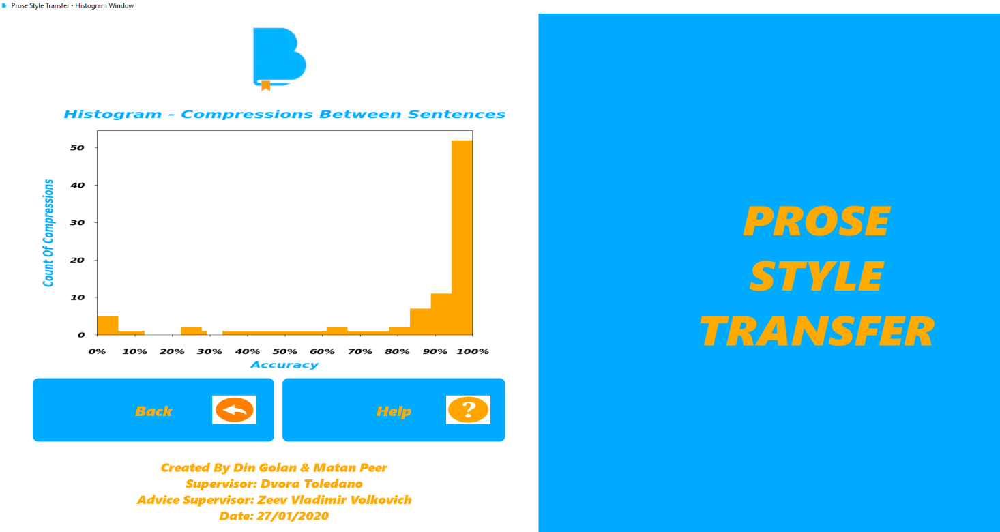 Prose Style Transfer - Histogram Window
Histogram - Compressions Between Sentences
Count Of Compressions
50
40
30
20
10
0
0% 10% 20% 30% 40% 50% 60% 70% 80% 90% 100%
Accuracy
Back
Help
?
Created By Din Golan & Matan Peer
Supervisor: Dvora Toledano
Advice Supervisor: Zeev Vladimir Volkovich
Date: 27/01/2020
PROSE
STYLE
TRANSFER